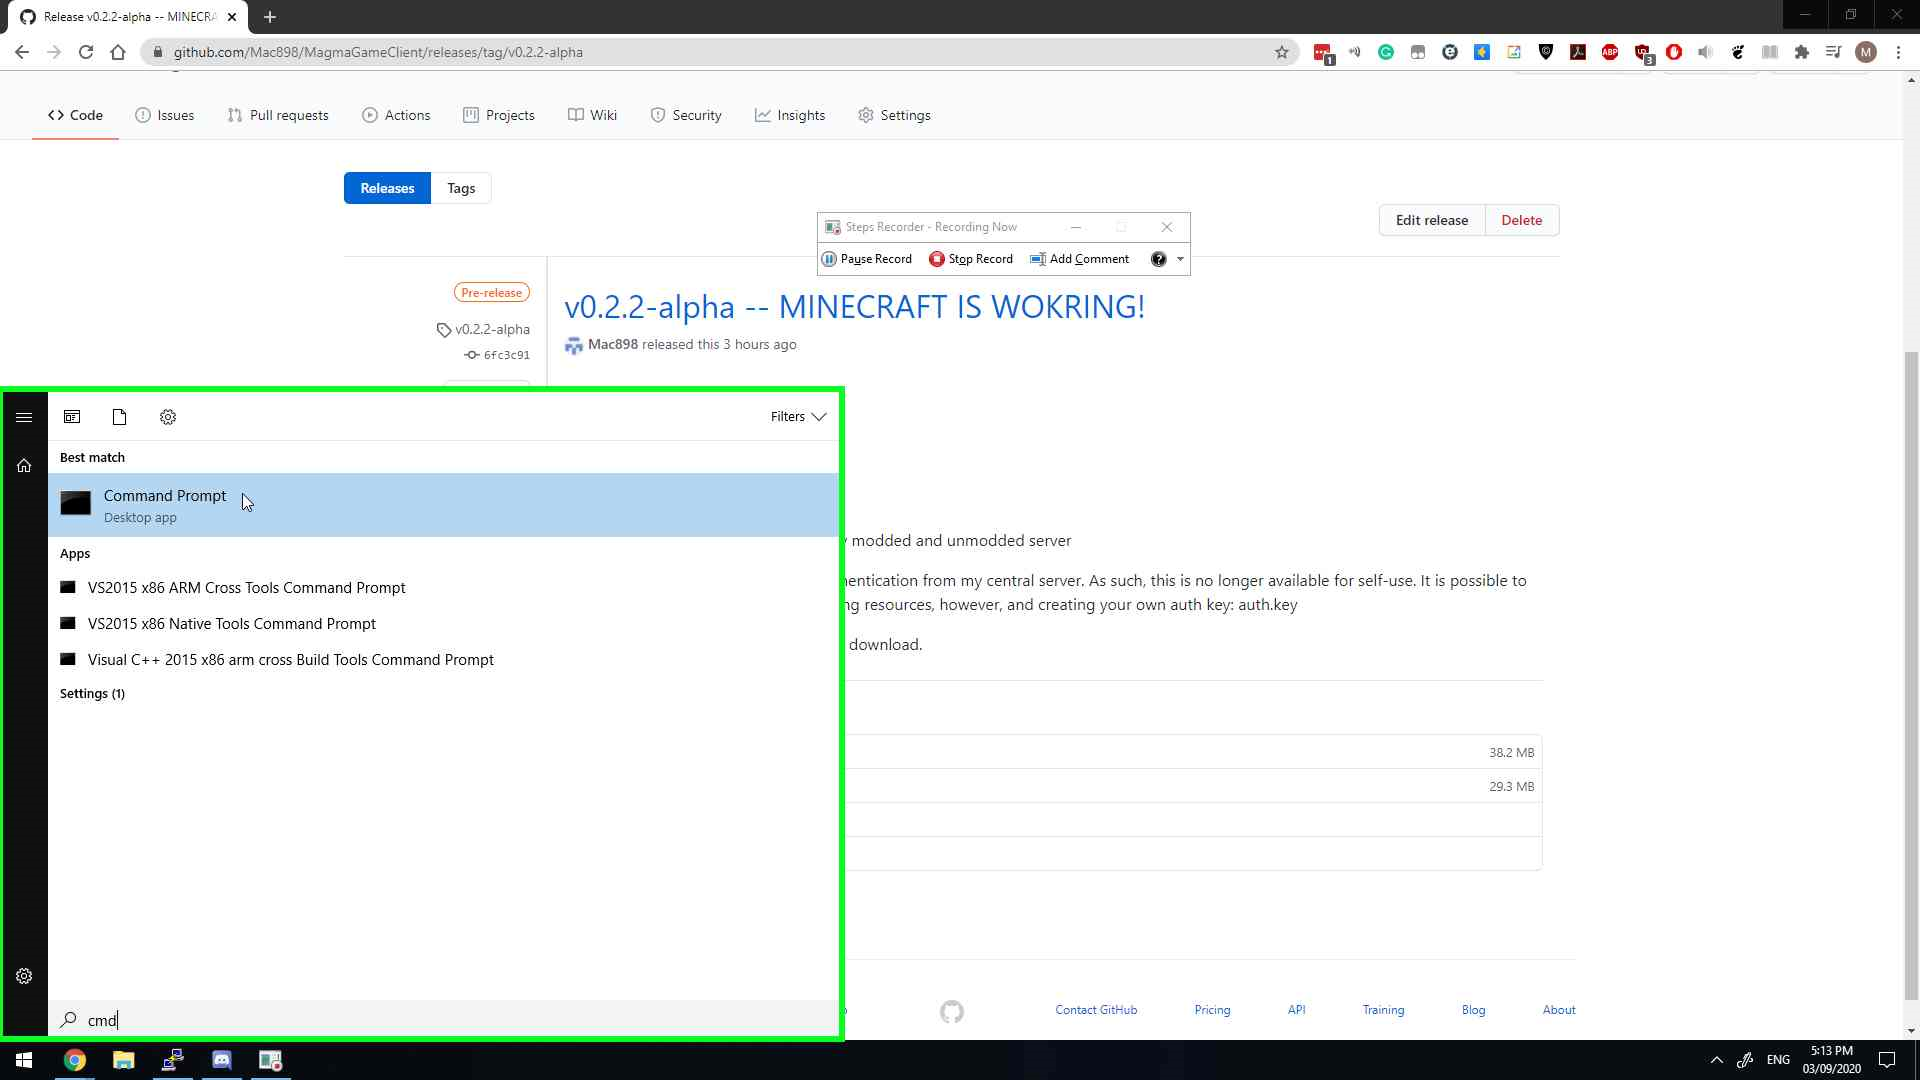 Release v0.2.2-alpha -- MINECRA
github.com/Mac898/MagmaGameClient/releases/tag/v0.2.2-alpha
1
ABP
3
M
Code
Issues
Pull requests
Actions
Projects
Wiki
Security
Insights
Settings
Releases
Tags
Steps Recorder - Recording Now
Pause Record
Stop Record
Add Comment
Edit release
Delete
Pre-release
v0.2.2-alpha
6fc3c91
v0.2.2-alpha -- MINECRAFT IS WOKRING!
Mac898 released this 3 hours ago
Filters
Best match
Command Prompt
Desktop app
Apps
VS2015 x86 ARM Cross Tools Command Prompt
VS2015 x86 Native Tools Command Prompt
Visual C++ 2015 x86 arm cross Build Tools Command Prompt
Settings (1)
cmd
modded and unmodded server
entication from my central server. As such, this is no longer available for self-use. It is possible to
ng resources, however, and creating your own auth key: auth.key
download.
38.2 MB
29.3 MB
Contact GitHub
Pricing
API
Training
Blog
About
ENG
5:13 PM
03/09/2020